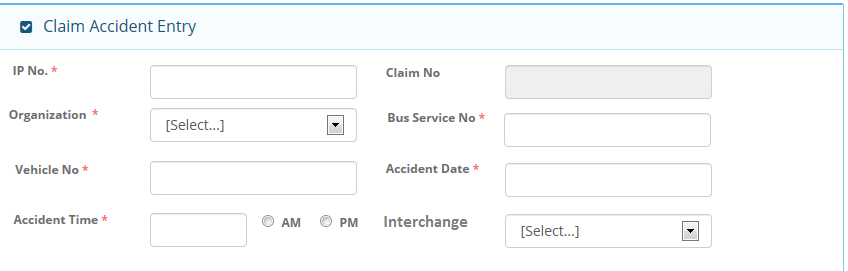 Claim Accident Entry
IP No. *
Claim No
Organization *
[Select...]
Bus Service No *
Vehicle No *
Accident Date *
Accident Time *
AM
PM
Interchange
[Select...]